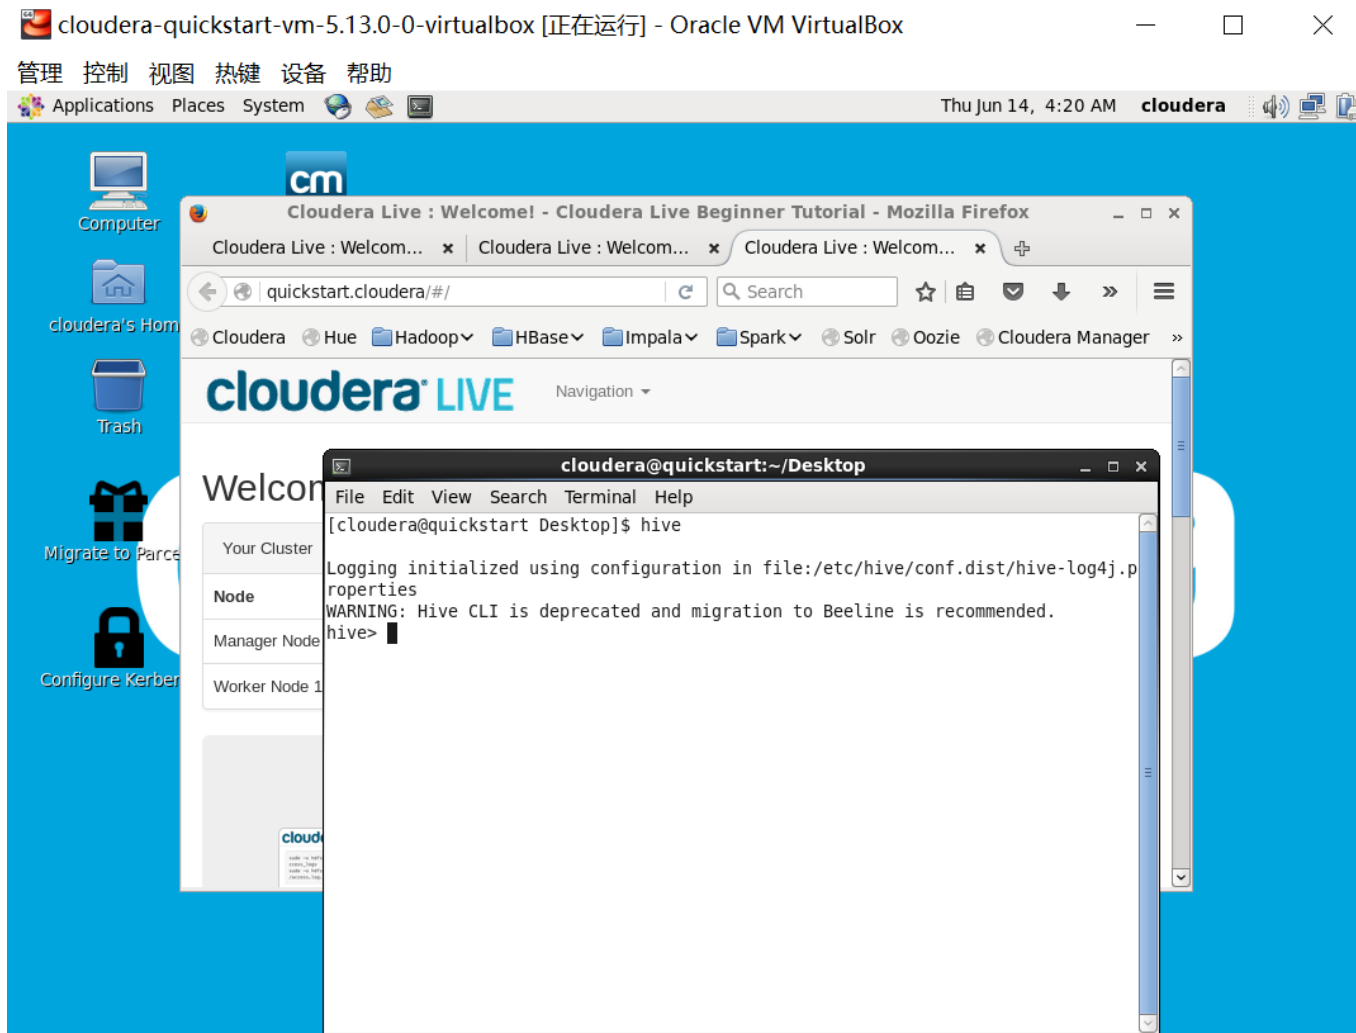 cloudera-quickstart-vm-5.13.0-0-virtualbox [正在运行] - Oracle VM VirtualBox
管理 控制 视图 热键 设备 帮助
Applications Places System Thu Jun 14, 4:20 AM cloudera
cm
Computer
cloudera's Hom
Trash
Migrate to Parce
Configure Kerber
Cloudera Live : Welcome! - Cloudera Live Beginner Tutorial - Mozilla Firefox
Cloudera Live : Welcom... Cloudera Live : Welcom... Cloudera Live : Welcom...
quickstart.cloudera/#/ Search
Cloudera Hue Hadoop HBase Impala Spark Solr Oozie Cloudera Manager »
cloudera LIVE Navigation
Welcom
Your Cluster
Node
Manager Node
Worker Node 1
cloude
cloudera@quickstart:~/Desktop
File Edit View Search Terminal Help
[cloudera@quickstart Desktop]$ hive
Logging initialized using configuration in file:/etc/hive/conf.dist/hive-log4j.p
roperties
WARNING: Hive CLI is deprecated and migration to Beeline is recommended.
hive>